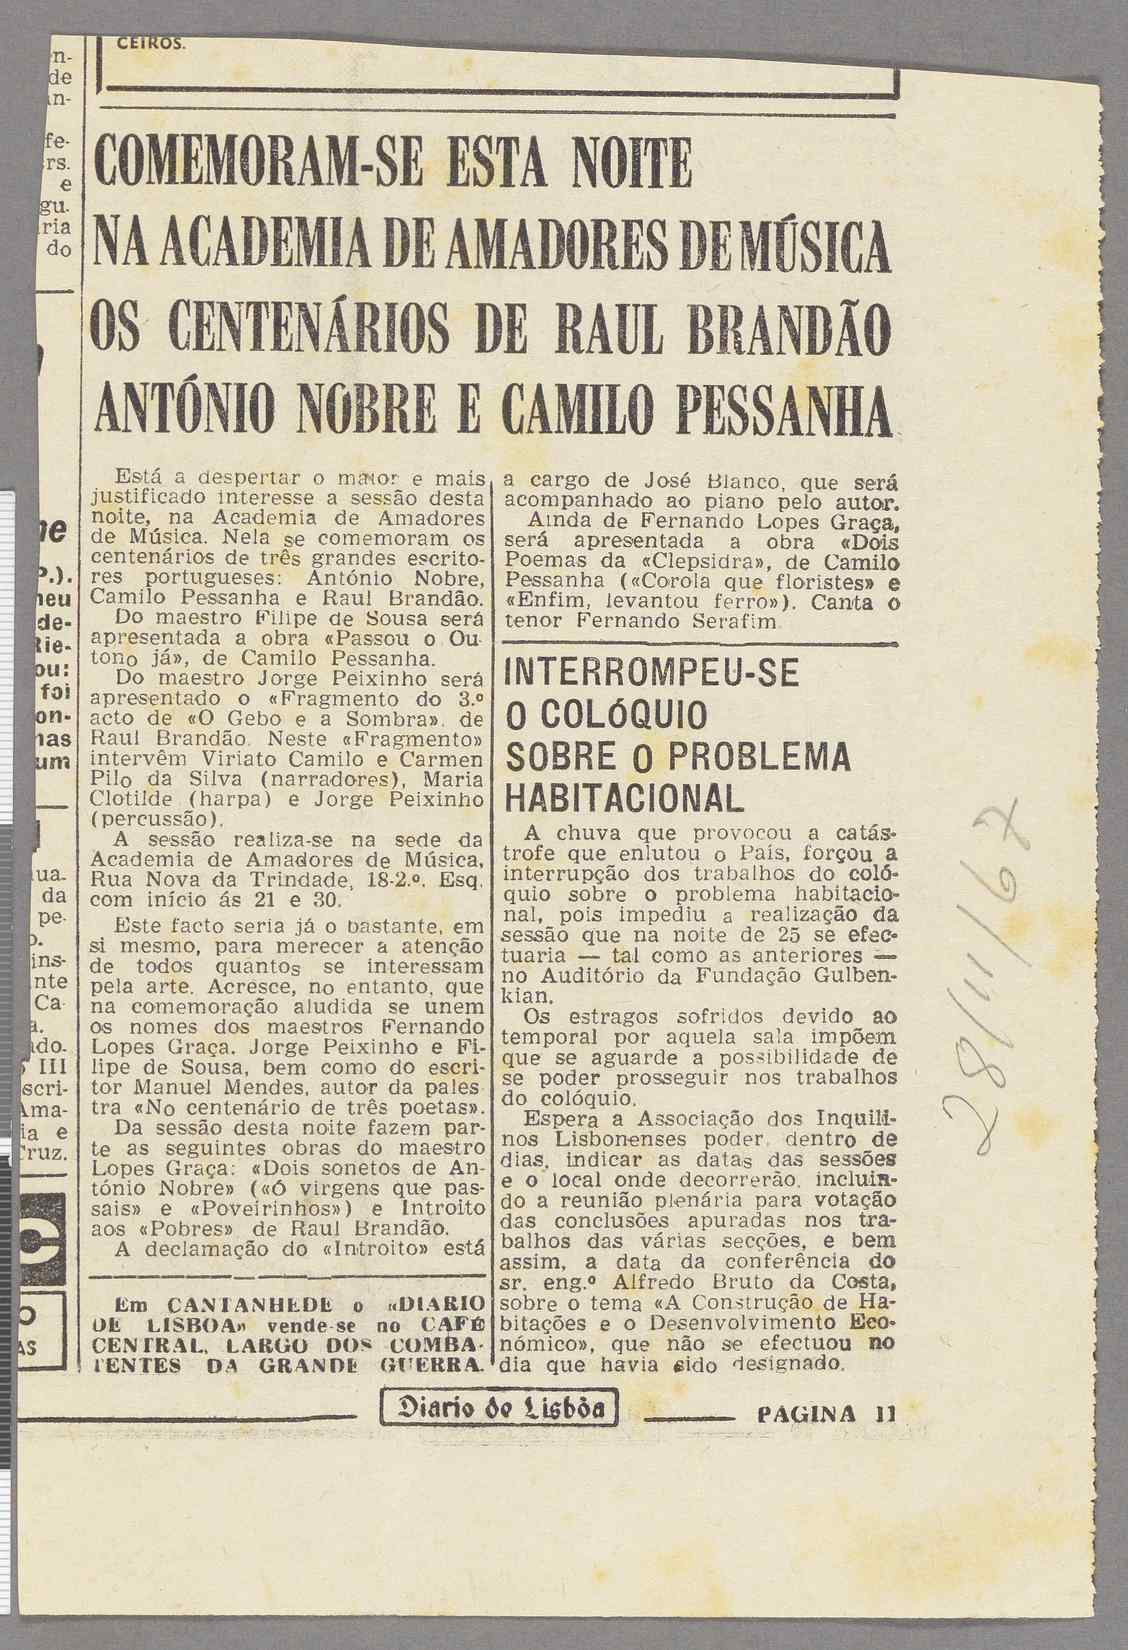 CEIROS.
COMEMORAM-SE ESTA NOITE
NA ACADEMIA DE AMADORES DE MÚSICA
OS CENTENÁRIOS DE RAUL BRANDÃO
ANTÓNIO NOBRE E CAMILO PESSANHA
Está a despertar o maior e mais
justificado interesse a sessão desta
noite, na Academia de Amadores
de Música. Nela se comemoram os
centenários de três grandes escrito-
res portugueses: António Nobre,
Camilo Pessanha e Raul Brandão.
Do maestro Filipe de Sousa será
apresentada a obra «Passou o Ou-
tono já», de Camilo Pessanha.
Do maestro Jorge Peixinho será
apresentado o «Fragmento do 3.º
acto de «O Gebo e a Sombra», de
Raul Brandão. Neste «Fragmento»
intervêm Viriato Camilo e Carmen
Pilo da Silva (narradores), Maria
Clotilde (harpa) e Jorge Peixinho
(percussão).
A sessão realiza-se na sede da
Academia de Amadores de Música,
Rua Nova da Trindade, 18-2.º, Esq.
com início ás 21 e 30.
Este facto seria já o bastante, em
si mesmo, para merecer a atenção
de todos quantos se interessam
pela arte. Acresce, no entanto, que
na comemoração aludida se unem
os nomes dos maestros Fernando
Lopes Graça, Jorge Peixinho e Fi-
lipe de Sousa, bem como do escri-
tor Manuel Mendes, autor da pales
tra «No centenário de três poetas».
Da sessão desta noite fazem par-
te as seguintes obras do maestro
Lopes Graça: «Dois sonetos de An-
tónio Nobre» («ó virgens que pas-
sais» e «Poveirinhos») e Introito
aos «Pobres» de Raul Brandão.
A declamação do «Introito» está
a cargo de José Blanco, que será
acompanhado ao piano pelo autor.
Ainda de Fernando Lopes Graça,
será apresentada a obra «Dois
Poemas da «Clepsidra», de Camilo
Pessanha («Corola que floristes» e
«Enfim, levantou ferro»). Canta o
tenor Fernando Serafim.
Em CANTANHEDE o «DIARIO
DE LISBOA» vende-se no CAFÉ
CENTRAL, LARGO DOS COMBA-
TENTES DA GRANDE GUERRA.
INTERROMPEU-SE
O COLÓQUIO
SOBRE O PROBLEMA
HABITACIONAL
A chuva que provocou a catás-
trofe que enlutou o País, forçou a
interrupção dos trabalhos do coló-
quio sobre o problema habitacio-
nal, pois impediu a realização da
sessão que na noite de 25 se efec-
tuaria — tal como as anteriores —
no Auditório da Fundação Gulben-
kian.
Os estragos sofridos devido ao
temporal por aquela sala impõem
que se aguarde a possibilidade de
se poder prosseguir nos trabalhos
do colóquio.
Espera a Associação dos Inquili-
nos Lisbonenses poder, dentro de
dias, indicar as datas das sessões
e o local onde decorrerão, incluin-
do a reunião plenária para votação
das conclusões apuradas nos tra-
balhos das várias secções, e bem
assim, a data da conferência do
sr. eng.º Alfredo Bruto da Costa,
sobre o tema «A Construção de Ha-
bitações e o Desenvolvimento Eco-
nómico», que não se efectuou no
dia que havia sido designado.
Diario de Lisbôa
PAGINA 11
28/11/67